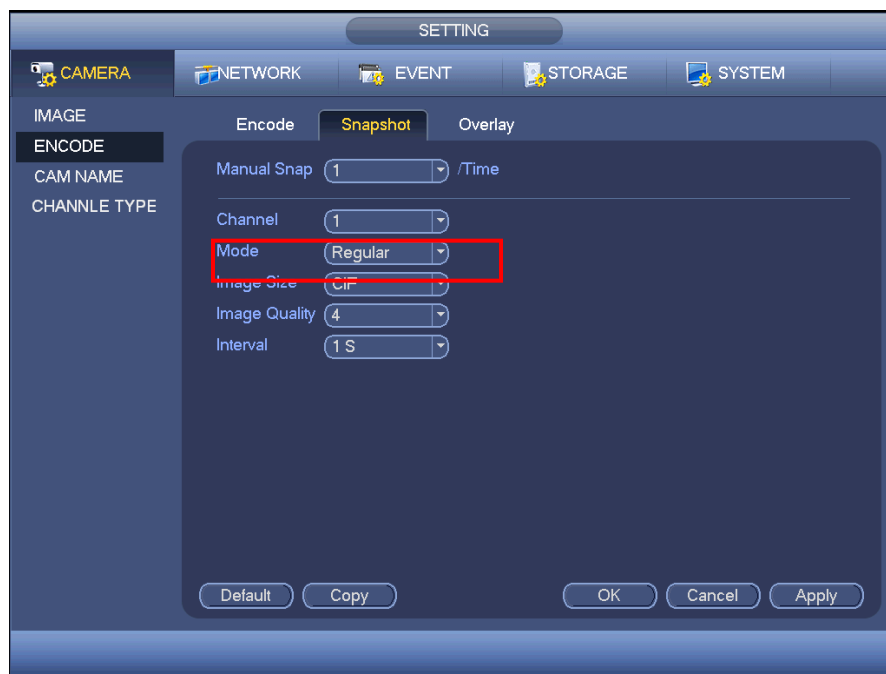 SETTING
CAMERA NETWORK EVENT STORAGE SYSTEM
IMAGE
ENCODE
CAM NAME
CHANNLE TYPE
Encode Snapshot Overlay
Manual Snap 1 /Time
Channel 1
Mode Regular
Image Size CIF
Image Quality 4
Interval 1 S
Default Copy OK Cancel Apply